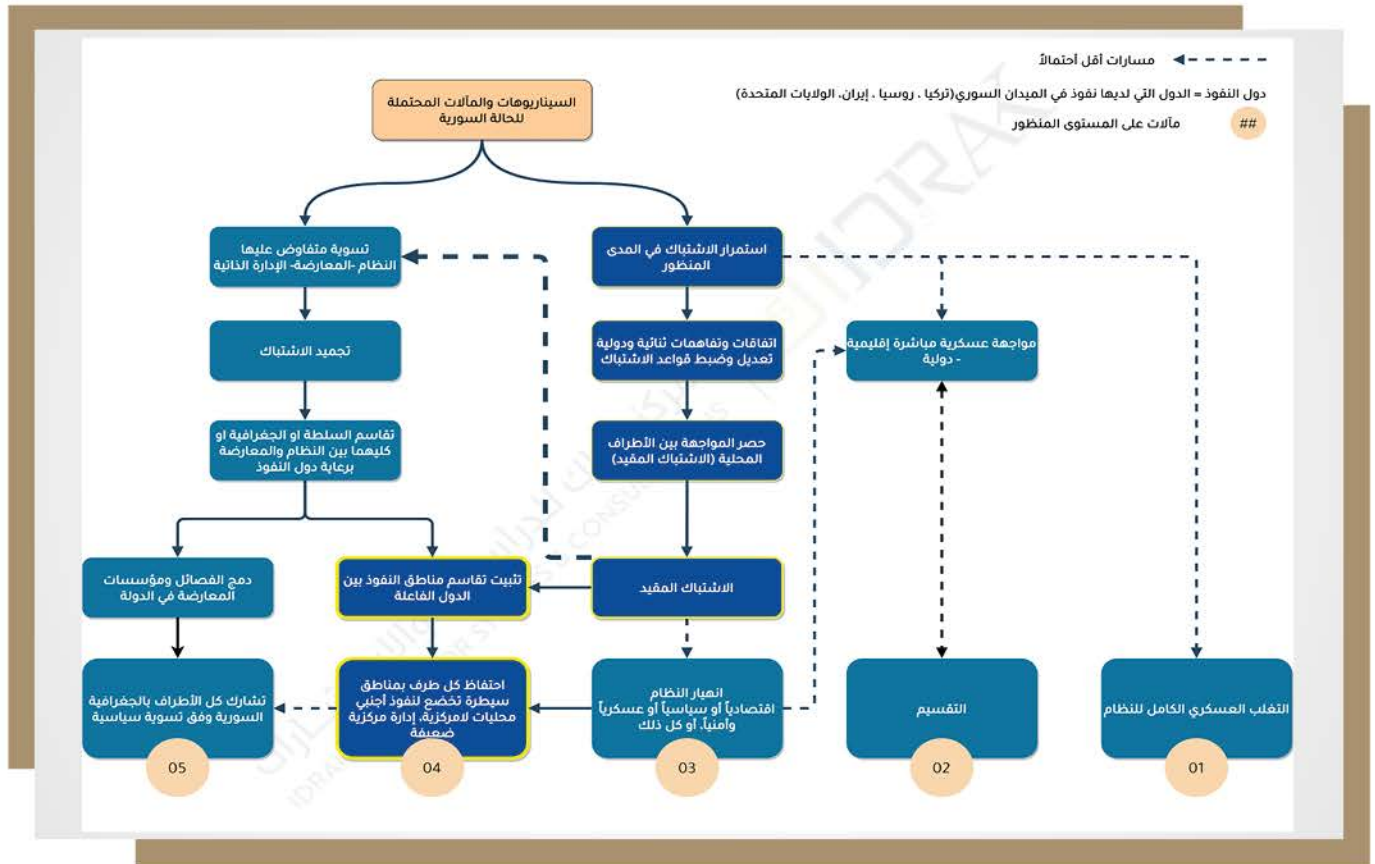 مسارات أقل أحتمالاً
دول النفوذ = الدول التي لديها نفوذ في الميدان السوري(تركيا ، روسيا ، إيران، الولايات المتحدة)
##
مآلات على المستوى المنظور
السيناريوهات والمآلات المحتملة
للحالة السورية
استمرار الاشتباك في المدى
المنظور
تسوية متفاوض عليها
النظام -المعارضة- الإدارة الذاتية
مواجهة عسكرية مباشرة إقليمية
- دولية
اتفاقات وتفاهمات ثنائية ودولية
تعديل وضبط قواعد الاشتباك
تجميد الاشتباك
حصر المواجهة بين الأطراف
المحلية (الاشتباك المقيد)
تقاسم السلطة او الجغرافية او
كليهما بين النظام والمعارضة
برعاية دول النفوذ
الاشتباك المقيد
تثبيت تقاسم مناطق النفوذ بين
الدول الفاعلة
دمج الفصائل ومؤسسات
المعارضة في الدولة
التغلب العسكري الكامل للنظام
01
التقسيم
02
انهيار النظام
اقتصادياً أو سياسياً أو عسكرياً
وأمنياً، أو كل ذلك
03
احتفاظ كل طرف بمناطق
سيطرة تخضع لنفوذ أجنبي
محليات لامركزية، إدارة مركزية
ضعيفة
04
تشارك كل الأطراف بالجغرافية
السورية وفق تسوية سياسية
05
IDRAK